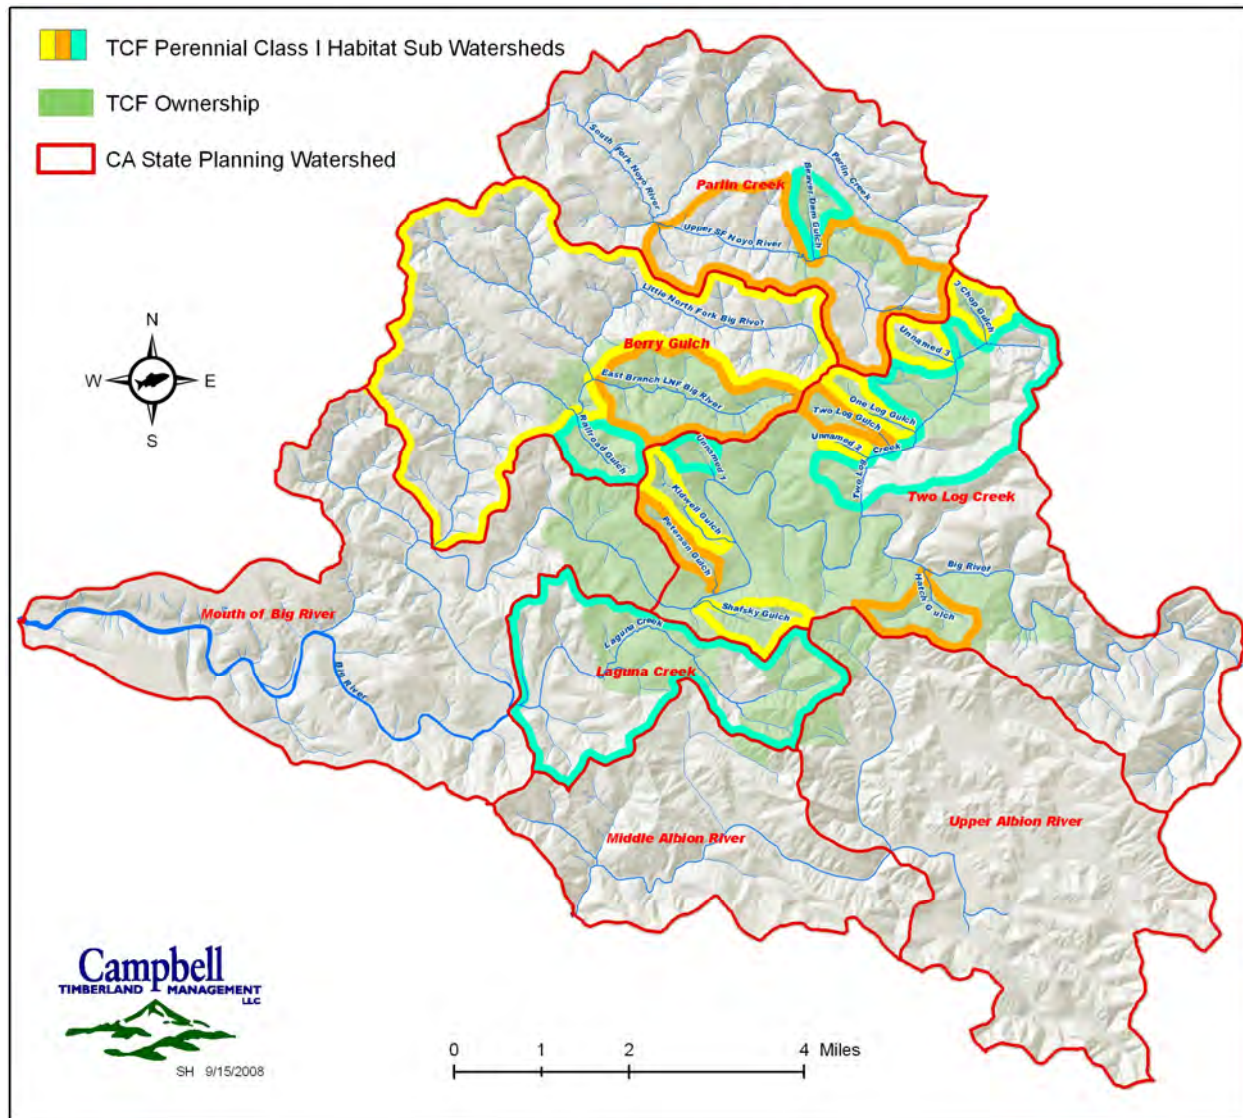 TCF Perennial Class I Habitat Sub Watersheds
TCF Ownership
CA State Planning Watershed
South Fork Noyo River
Parlin Creek
Parlin Creek
Beaver Dam Gulch
Upper SF Noyo River
Little North Fork Big River
3 Chop Gulch
Unnamed 3
Berry Gulch
East Branch LNF Big River
One Log Gulch
Two Log Gulch
Unnamed 2
Two Log Creek
Railroad Gulch
Unnamed 1
Kidwell Gulch
Peterson Gulch
Two Log Creek
Big River
Hatch Gulch
Shafsky Gulch
Mouth of Big River
Big River
Laguna Creek
Laguna Creek
Middle Albion River
Upper Albion River
N
W
E
S
Campbell
TIMBERLAND MANAGEMENT
LLC
SH 9/15/2008
0 1 2 4 Miles